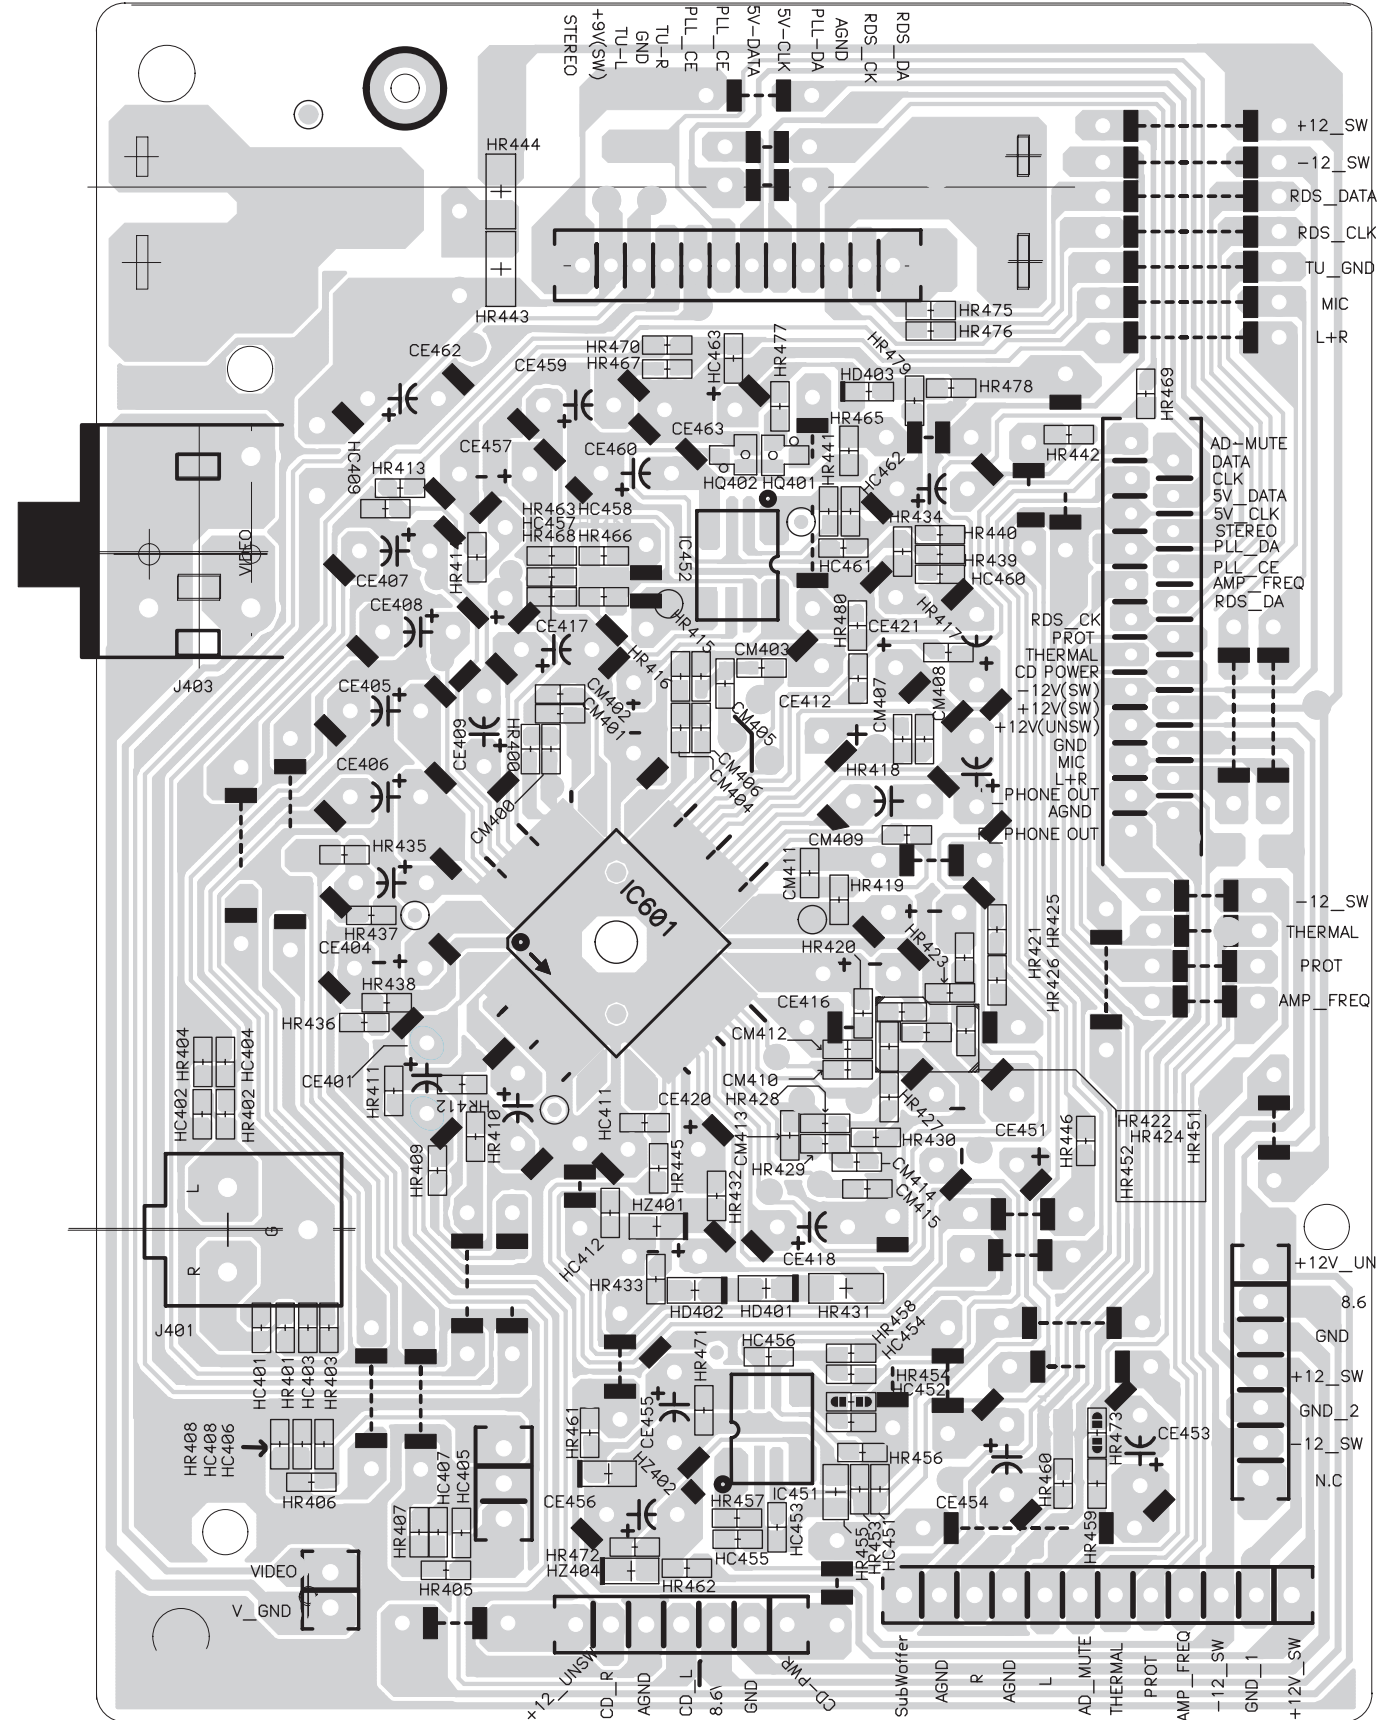 STEREO
+9V(SW)
TU-L
GND
TU-R
PLL_CE
PLL_CE
5V-DATA
5V-CLK
PLL-DA
AGND
RDS_CK
RDS_DA
+12_SW
-12_SW
RDS_DATA
RDS_CLK
TU_GND
MIC
L+R
HR444
HR443
HR475
HR476
CE462
CE459
HR470
HR467
HC463
HR477
HR479
HD403
HR478
HR469
HR465
HR441
HC462
HR442
CE463
CE460
CE457
HC409
HR413
HQ402
HQ401
HR463
HC458
HC457
HR468
HR466
IC452
HC461
HR434
HR440
HR439
HC460
AD-MUTE
DATA
CLK
5V_DATA
5V_CLK
STEREO
PLL_DA
PLL_CE
AMP_FREQ
RDS_DA
RDS_CK
PROT
THERMAL
CD POWER
-12V(SW)
+12V(SW)
+12V(UNSW)
GND
MIC
L+R
PHONE OUT
AGND
PHONE OUT
VIDEO
J403
CE407
CE408
CE417
HR415
HR416
HR480
CE421
HR417
CM403
CE412
CM407
CM408
CE405
CE409
HR400
CM402
CM401
CM405
CM406
CM404
HR418
CE406
CM400
CM409
HR435
CM411
HR419
IC601
HR437
CE404
HR438
HR436
HR420
HR423
HR421
HR425
HR426
-12_SW
THERMAL
PROT
AMP_FREQ
CE416
CM412
CM410
HR428
HR404
HC404
HC402
HR402
CE401
HR411
HR412
HR410
HR409
HC411
CE420
CM413
HR429
HR427
HR430
CE451
HR446
HR422
HR424
HR451
HR452
CM414
CM415
HR445
HZ401
HR432
HC412
HR433
CE418
HD402
HD401
HR431
L
G
R
J401
HC401
HR401
HC403
HR403
+12V_UN
8.6
GND
+12_SW
GND_2
-12_SW
N.C
HR471
HC456
HR458
HC454
HR454
HC452
HR461
CE455
HR456
HR473
CE453
HR408
HC408
HC406
HR406
HC407
HC405
HR407
HR405
CE456
HZ402
HR457
IC451
HC453
HC455
HR455
HR453
HC451
CE454
HR460
HR459
HR472
HZ404
HR462
VIDEO
V_GND
+12_UNSW
CD_R
AGND
CD_L
8.6\
GND
CD-PWR
SubWoffer
AGND
R
AGND
L
AD_MUTE
THERMAL
PROT
AMP_FREQ
-12_SW
GND_1
+12V_SW